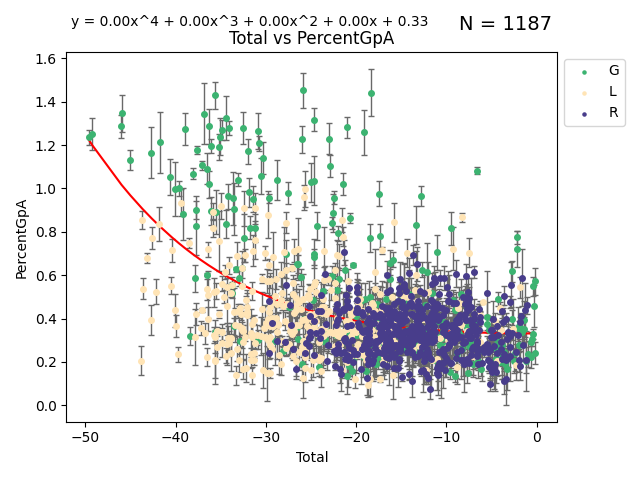 y = 0.00x^4 + 0.00x^3 + 0.00x^2 + 0.00x + 0.33
N = 1187
Total vs PercentGpA
G
L
R
1.6
1.4
1.2
1.0
0.8
0.6
0.4
0.2
0.0
PercentGpA
−50
−40
−30
−20
−10
0
Total